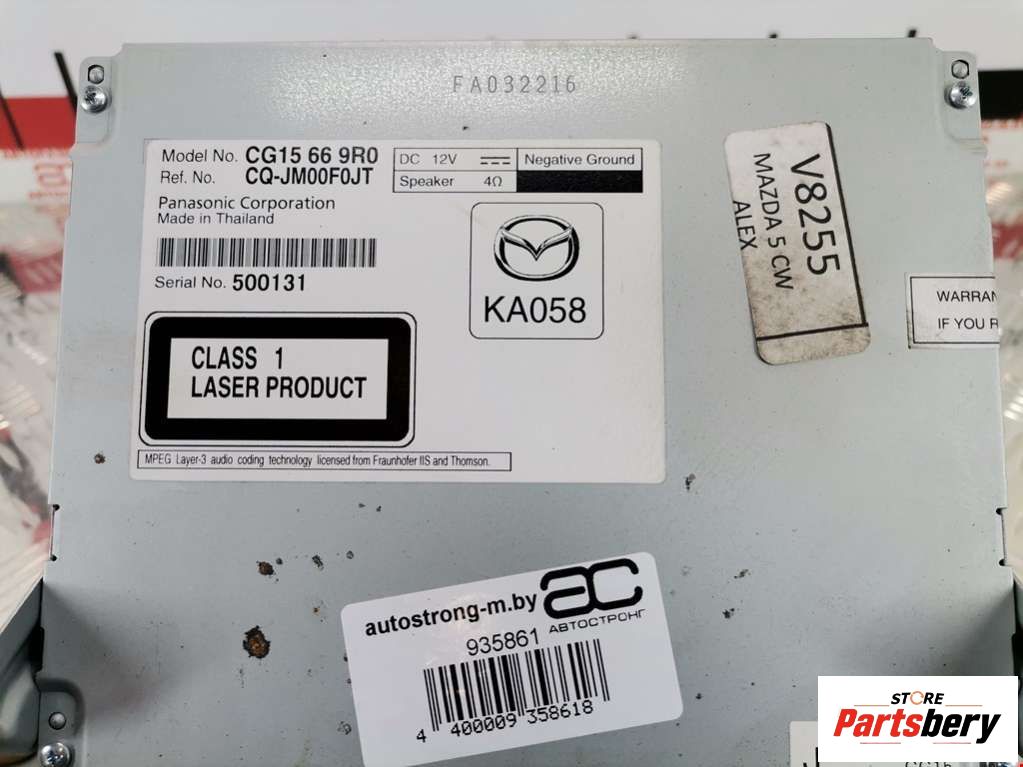 FA032216
Model No. CG15 66 9R0
Ref. No. CQ-JM00F0JT
DC 12V Negative Ground
Speaker 4Ω
Panasonic Corporation
Made in Thailand
Serial No. 500131
KA058
CLASS 1
LASER PRODUCT
MPEG Layer-3 audio coding technology licensed from Fraunhofer IIS and Thomson.
V8255
MAZDA 5 CW
ALEX
WARRAN
IF YOU R
autostrong-m.by
ac
АВТОСТРОНГ
935861
4 400009 358618
STORE
Partsbery
CG15